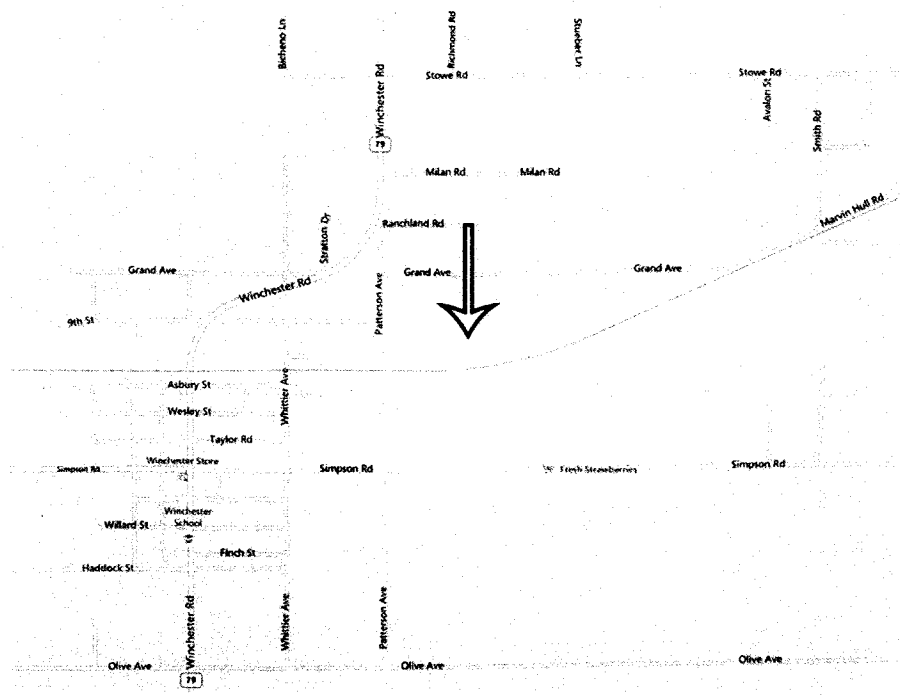 Bicheno Ln
Richmond Rd
Stueber Ln
Stowe Rd
Stowe Rd
Winchester Rd
Avalon St
Smith Rd
79
Milan Rd
Milan Rd
Marvin Hull Rd
Stratton Dr
Ranchland Rd
Grand Ave
Grand Ave
Grand Ave
Winchester Rd
Patterson Ave
9th St
Asbury St
Whittier Ave
Wesley St
Taylor Rd
Winchester Store
Simpson Rd
Simpson Rd
Fresh Strawberries
Simpson Rd
Winchester
School
Willard St
Finch St
Haddock St
Winchester Rd
Whittier Ave
Patterson Ave
Olive Ave
Olive Ave
Olive Ave
79